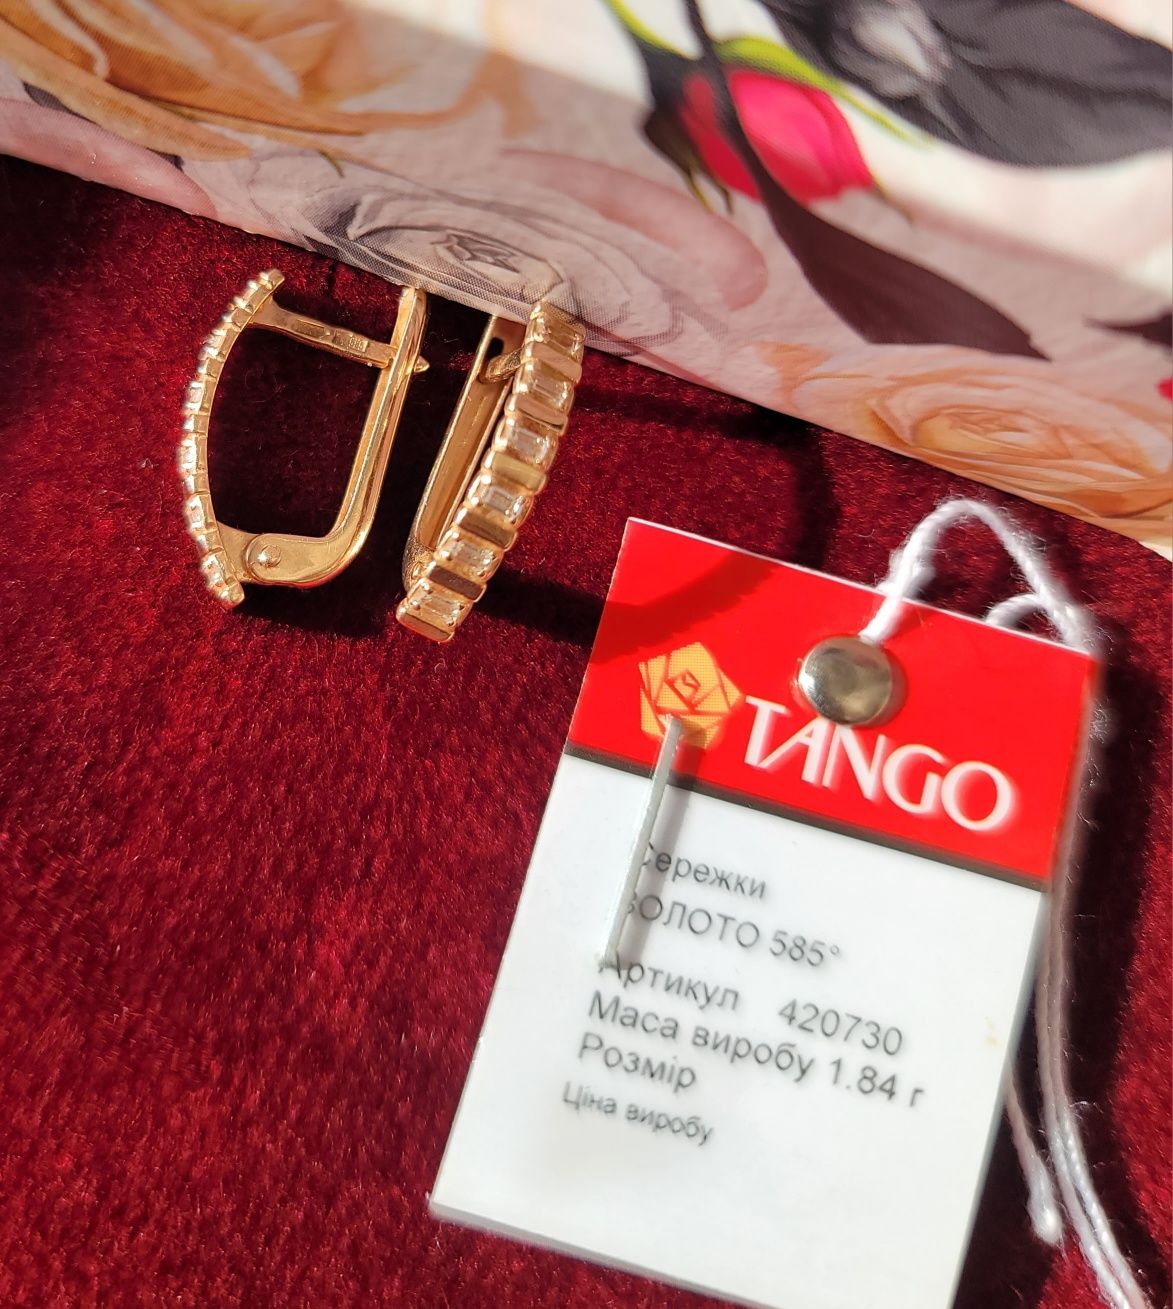 TANGO
Сережки
ЗОЛОТО 585°
Артикул 420730
Маса виробу 1.84 г
Розмір
Ціна виробу